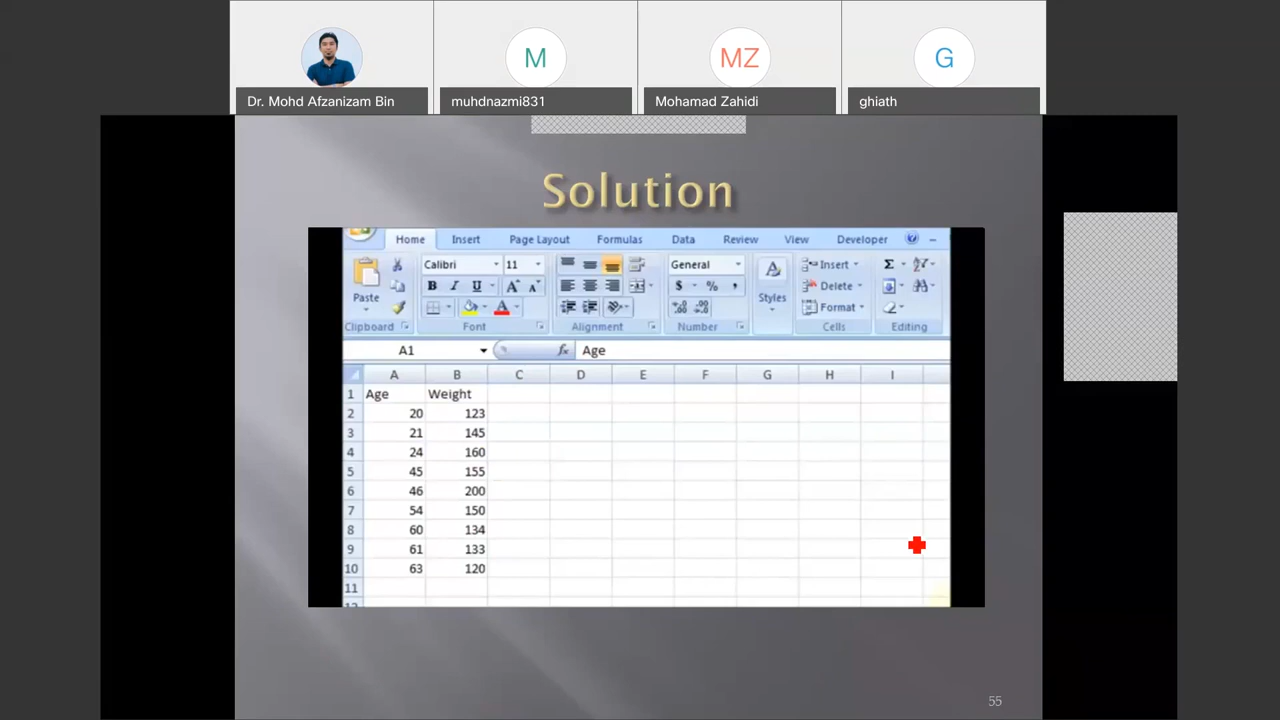 M
MZ
G
Dr. Mohd Afzanizam Bin
muhdnazmi831
Mohamad Zahidi
ghiath
Solution
Home Insert Page Layout Formulas Data Review View Developer
Calibri 11 General Insert Σ
Paste B I U A A $ % , Styles Delete
Format
Clipboard Font Alignment Number Cells Editing
A1 fx Age
A B C D E F G H I
1 Age Weight
2 20 123
3 21 145
4 24 160
5 45 155
6 46 200
7 54 150
8 60 134
9 61 133
10 63 120
11
55